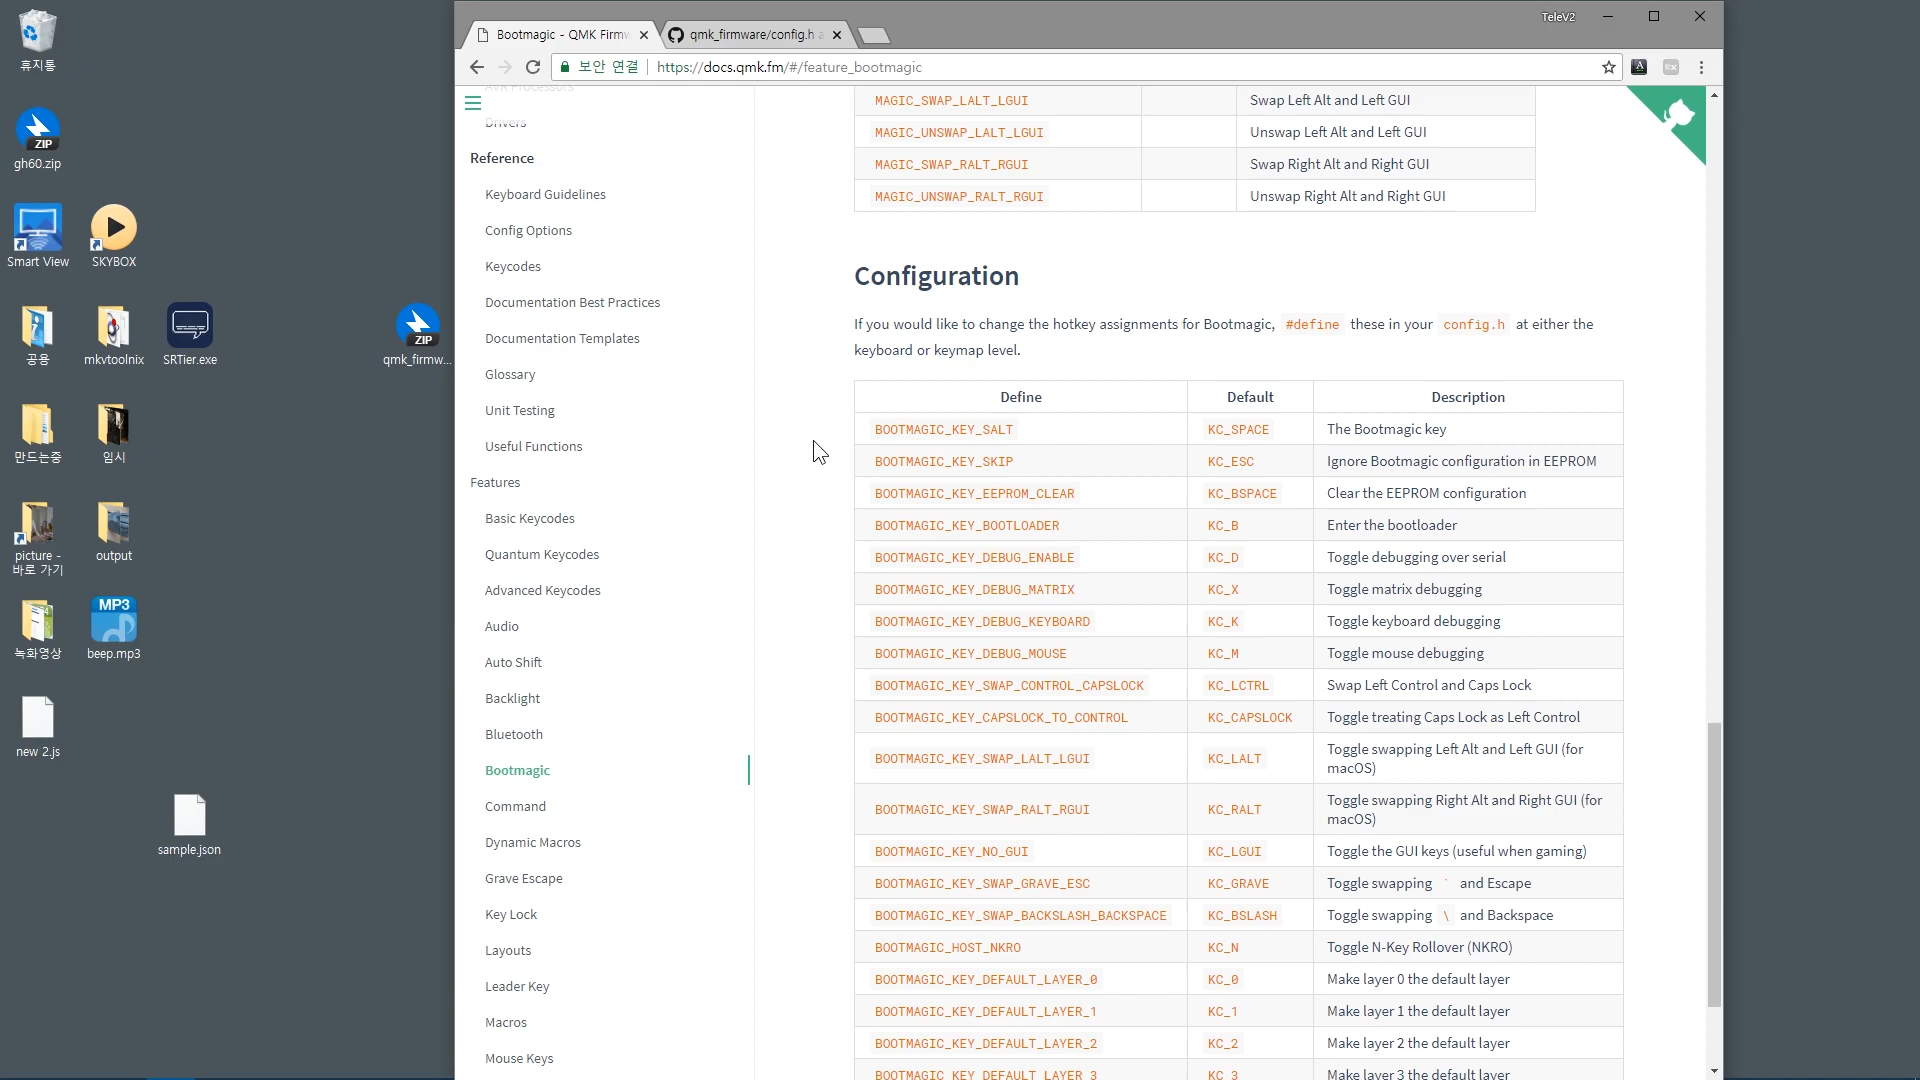 휴지통
ZIP
gh60.zip
Smart View
SKYBOX
공용
mkvtoolnix
SRTier.exe
ZIP
qmk_firmw...
만드는중
임시
picture -
바로 가기
output
녹화영상
MP3
beep.mp3
new 2.js
sample.json
TeleV2
Bootmagic - QMK Firmw
qmk_firmware/config.h a
보안 연결
https://docs.qmk.fm/#/feature_bootmagic
AVR Processors
Drivers
Reference
Keyboard Guidelines
Config Options
Keycodes
Documentation Best Practices
Documentation Templates
Glossary
Unit Testing
Useful Functions
Features
Basic Keycodes
Quantum Keycodes
Advanced Keycodes
Audio
Auto Shift
Backlight
Bluetooth
Bootmagic
Command
Dynamic Macros
Grave Escape
Key Lock
Layouts
Leader Key
Macros
Mouse Keys
MAGIC_SWAP_LALT_LGUI Swap Left Alt and Left GUI
MAGIC_UNSWAP_LALT_LGUI Unswap Left Alt and Left GUI
MAGIC_SWAP_RALT_RGUI Swap Right Alt and Right GUI
MAGIC_UNSWAP_RALT_RGUI Unswap Right Alt and Right GUI
Configuration
If you would like to change the hotkey assignments for Bootmagic, #define these in your config.h at either the
keyboard or keymap level.
Define Default Description
BOOTMAGIC_KEY_SALT KC_SPACE The Bootmagic key
BOOTMAGIC_KEY_SKIP KC_ESC Ignore Bootmagic configuration in EEPROM
BOOTMAGIC_KEY_EEPROM_CLEAR KC_BSPACE Clear the EEPROM configuration
BOOTMAGIC_KEY_BOOTLOADER KC_B Enter the bootloader
BOOTMAGIC_KEY_DEBUG_ENABLE KC_D Toggle debugging over serial
BOOTMAGIC_KEY_DEBUG_MATRIX KC_X Toggle matrix debugging
BOOTMAGIC_KEY_DEBUG_KEYBOARD KC_K Toggle keyboard debugging
BOOTMAGIC_KEY_DEBUG_MOUSE KC_M Toggle mouse debugging
BOOTMAGIC_KEY_SWAP_CONTROL_CAPSLOCK KC_LCTRL Swap Left Control and Caps Lock
BOOTMAGIC_KEY_CAPSLOCK_TO_CONTROL KC_CAPSLOCK Toggle treating Caps Lock as Left Control
BOOTMAGIC_KEY_SWAP_LALT_LGUI KC_LALT Toggle swapping Left Alt and Left GUI (for
macOS)
BOOTMAGIC_KEY_SWAP_RALT_RGUI KC_RALT Toggle swapping Right Alt and Right GUI (for
macOS)
BOOTMAGIC_KEY_NO_GUI KC_LGUI Toggle the GUI keys (useful when gaming)
BOOTMAGIC_KEY_SWAP_GRAVE_ESC KC_GRAVE Toggle swapping ` and Escape
BOOTMAGIC_KEY_SWAP_BACKSLASH_BACKSPACE KC_BSLASH Toggle swapping \ and Backspace
BOOTMAGIC_HOST_NKRO KC_N Toggle N-Key Rollover (NKRO)
BOOTMAGIC_KEY_DEFAULT_LAYER_0 KC_0 Make layer 0 the default layer
BOOTMAGIC_KEY_DEFAULT_LAYER_1 KC_1 Make layer 1 the default layer
BOOTMAGIC_KEY_DEFAULT_LAYER_2 KC_2 Make layer 2 the default layer
BOOTMAGIC_KEY_DEFAULT_LAYER_3 KC_3 Make layer 3 the default layer